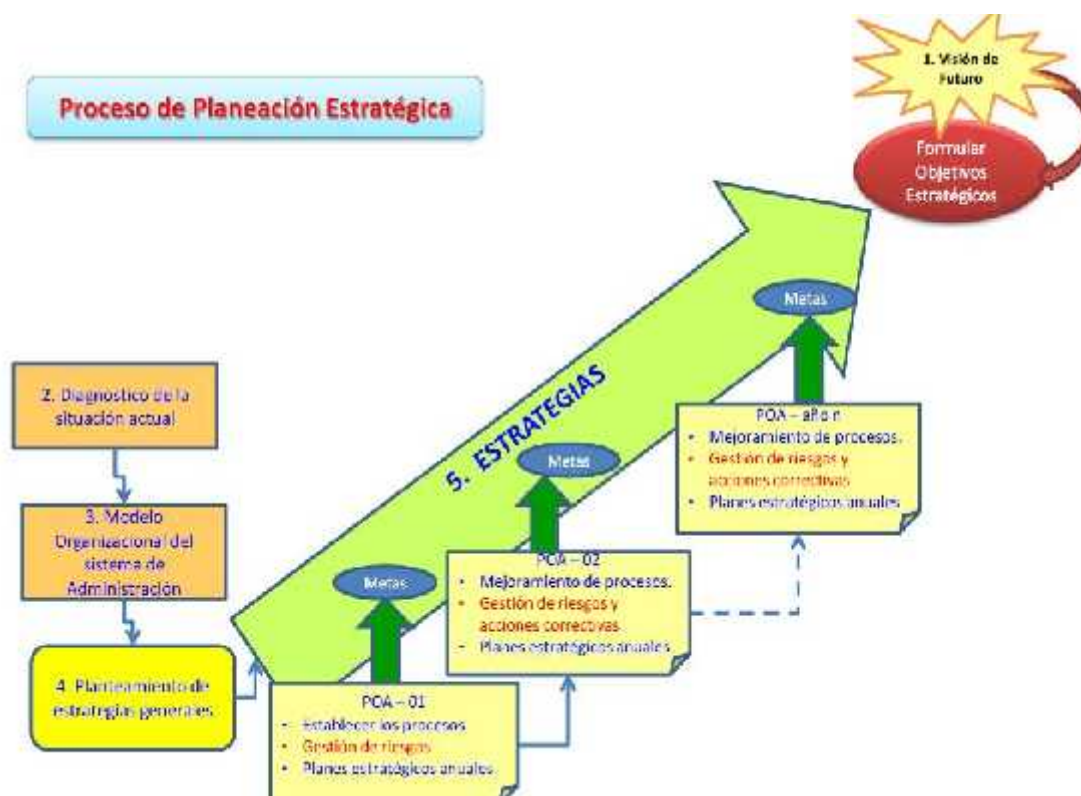 Proceso de Planeación Estratégica
1. Visión de
Futuro
Formular
Objetivos
Estratégicos
2. Diagnostico de la
situación actual
3. Modelo
Organizacional del
sistema de
Administración
4. Planteamiento de
estrategias generales
5. ESTRATEGIAS
Metas
POA – 01
• Establecer los procesos
• Gestión de riesgos
• Planes estratégicos anuales
Metas
POA – 02
• Mejoramiento de procesos.
• Gestión de riesgos y
acciones correctivas
• Planes estratégicos anuales
Metas
POA – año n
• Mejoramiento de procesos.
• Gestión de riesgos y
acciones correctivas
• Planes estratégicos anuales